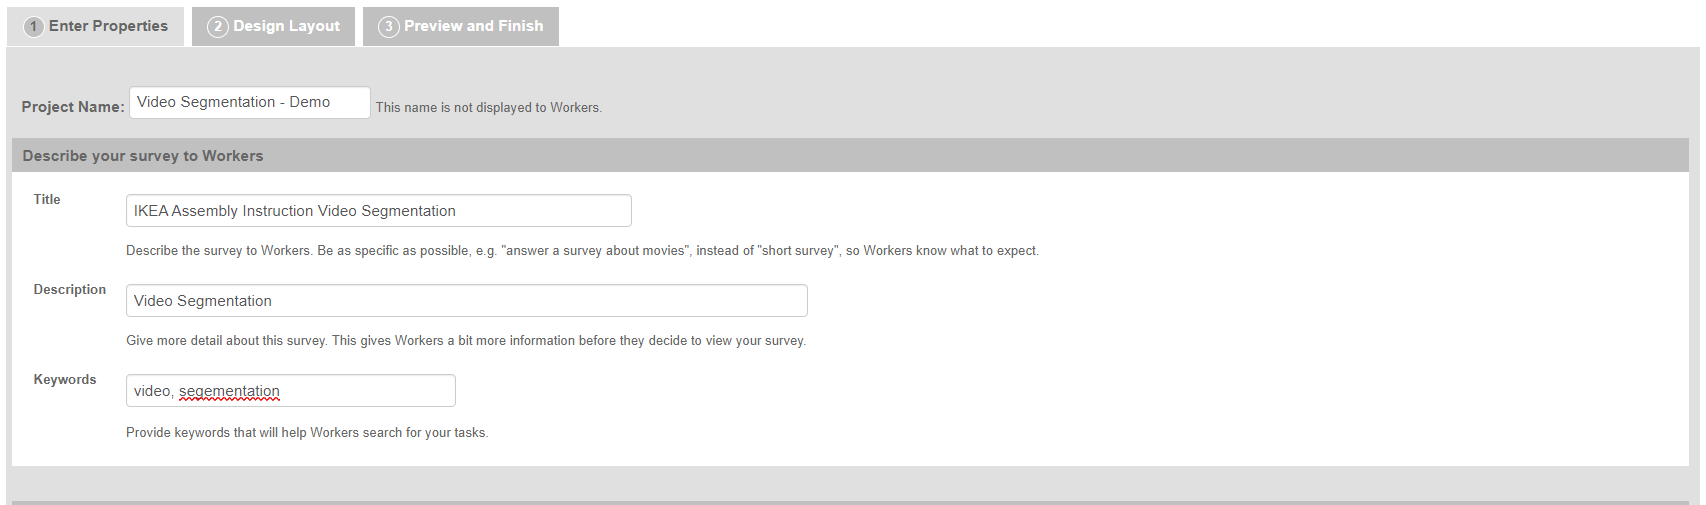 1 Enter Properties 2 Design Layout 3 Preview and Finish
Project Name: Video Segmentation - Demo This name is not displayed to Workers.
Describe your survey to Workers
Title
IKEA Assembly Instruction Video Segmentation
Describe the survey to Workers. Be as specific as possible, e.g. "answer a survey about movies", instead of "short survey", so Workers know what to expect.
Description
Video Segmentation
Give more detail about this survey. This gives Workers a bit more information before they decide to view your survey.
Keywords
video, segementation
Provide keywords that will help Workers search for your tasks.